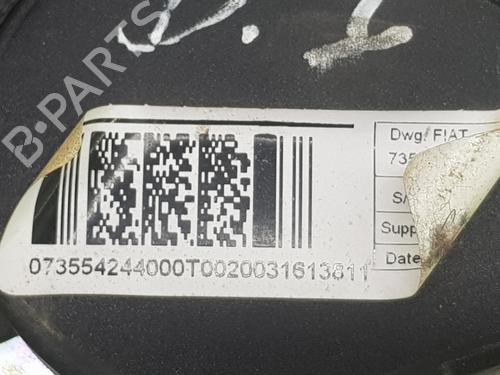 B-PARTS
073554244000T0020031613811
Dwg. FIAT
735
S/
Supp
Date